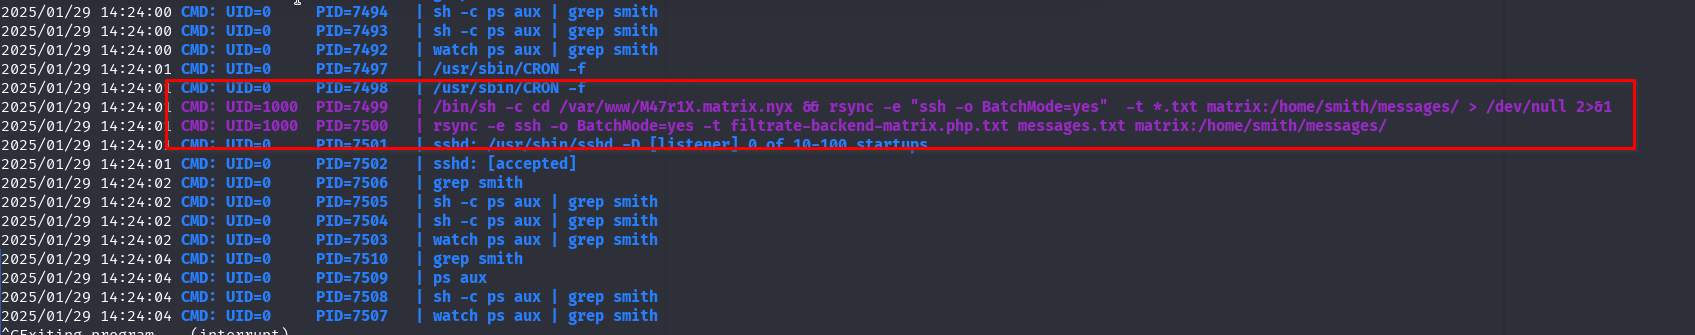 2025/01/29 14:24:00 CMD: UID=0     PID=7494   | sh -c ps aux | grep smith
2025/01/29 14:24:00 CMD: UID=0     PID=7493   | sh -c ps aux | grep smith
2025/01/29 14:24:00 CMD: UID=0     PID=7492   | watch ps aux | grep smith
2025/01/29 14:24:01 CMD: UID=0     PID=7497   | /usr/sbin/CRON -f
2025/01/29 14:24:01 CMD: UID=0     PID=7498   | /usr/sbin/CRON -f
2025/01/29 14:24:01 CMD: UID=1000  PID=7499   | /bin/sh -c cd /var/www/M47r1X.matrix.nyx && rsync -e "ssh -o BatchMode=yes"  -t *.txt matrix:/home/smith/messages/ > /dev/null 2>&1
2025/01/29 14:24:01 CMD: UID=1000  PID=7500   | rsync -e ssh -o BatchMode=yes -t filtrate-backend-matrix.php.txt messages.txt matrix:/home/smith/messages/
2025/01/29 14:24:01 CMD: UID=0     PID=7501   | sshd: /usr/sbin/sshd -D [listener] 0 of 10-100 startups
2025/01/29 14:24:01 CMD: UID=0     PID=7502   | sshd: [accepted]
2025/01/29 14:24:02 CMD: UID=0     PID=7506   | grep smith
2025/01/29 14:24:02 CMD: UID=0     PID=7505   | sh -c ps aux | grep smith
2025/01/29 14:24:02 CMD: UID=0     PID=7504   | sh -c ps aux | grep smith
2025/01/29 14:24:02 CMD: UID=0     PID=7503   | watch ps aux | grep smith
2025/01/29 14:24:04 CMD: UID=0     PID=7510   | grep smith
2025/01/29 14:24:04 CMD: UID=0     PID=7509   | ps aux
2025/01/29 14:24:04 CMD: UID=0     PID=7508   | sh -c ps aux | grep smith
2025/01/29 14:24:04 CMD: UID=0     PID=7507   | watch ps aux | grep smith
^CExiting program... (interrupt)